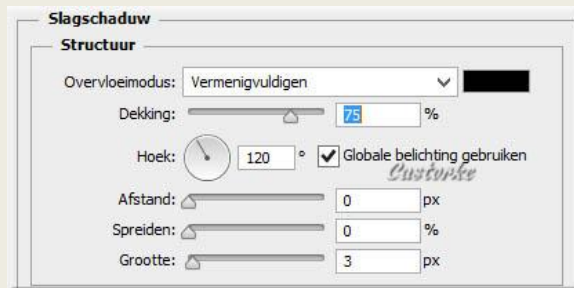 Slagschaduw
Structuur
Overvloeimodus: Vermenigvuldigen
Dekking: 75 %
Hoek: 120 ° Globale belichting gebruiken
Custorke
Afstand: 0 px
Spreiden: 0 %
Grootte: 3 px